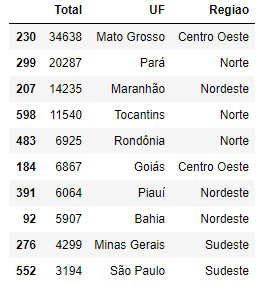 Total UF Regiao
230 34638 Mato Grosso Centro Oeste
299 20287 Pará Norte
207 14235 Maranhão Nordeste
598 11540 Tocantins Norte
483 6925 Rondônia Norte
184 6867 Goiás Centro Oeste
391 6064 Piauí Nordeste
92 5907 Bahia Nordeste
276 4299 Minas Gerais Sudeste
552 3194 São Paulo Sudeste